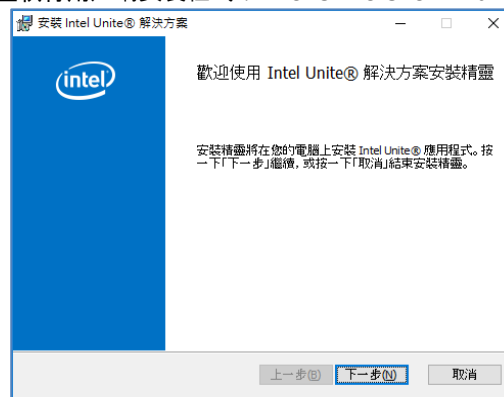 安裝 Intel Unite® 解決方案
intel
歡迎使用 Intel Unite® 解決方案安裝精靈
安裝精靈將在您的電腦上安裝 Intel Unite® 應用程式。按
一下「下一步」繼續, 或按一下「取消」結束安裝精靈。
上一步(B) 下一步(N) 取消